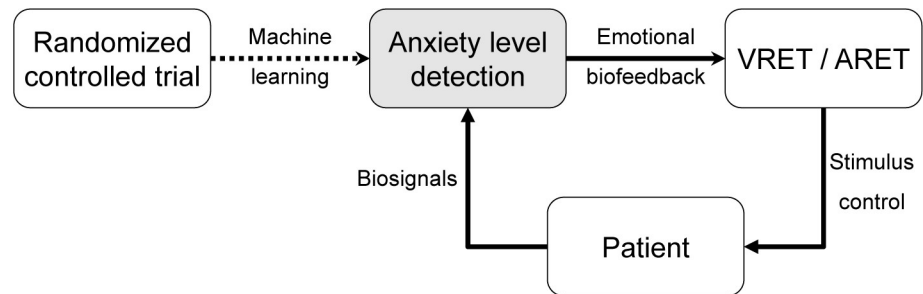 Randomized
controlled trial
Machine
learning
Anxiety level
detection
Emotional
biofeedback
VRET / ARET
Stimulus
control
Patient
Biosignals